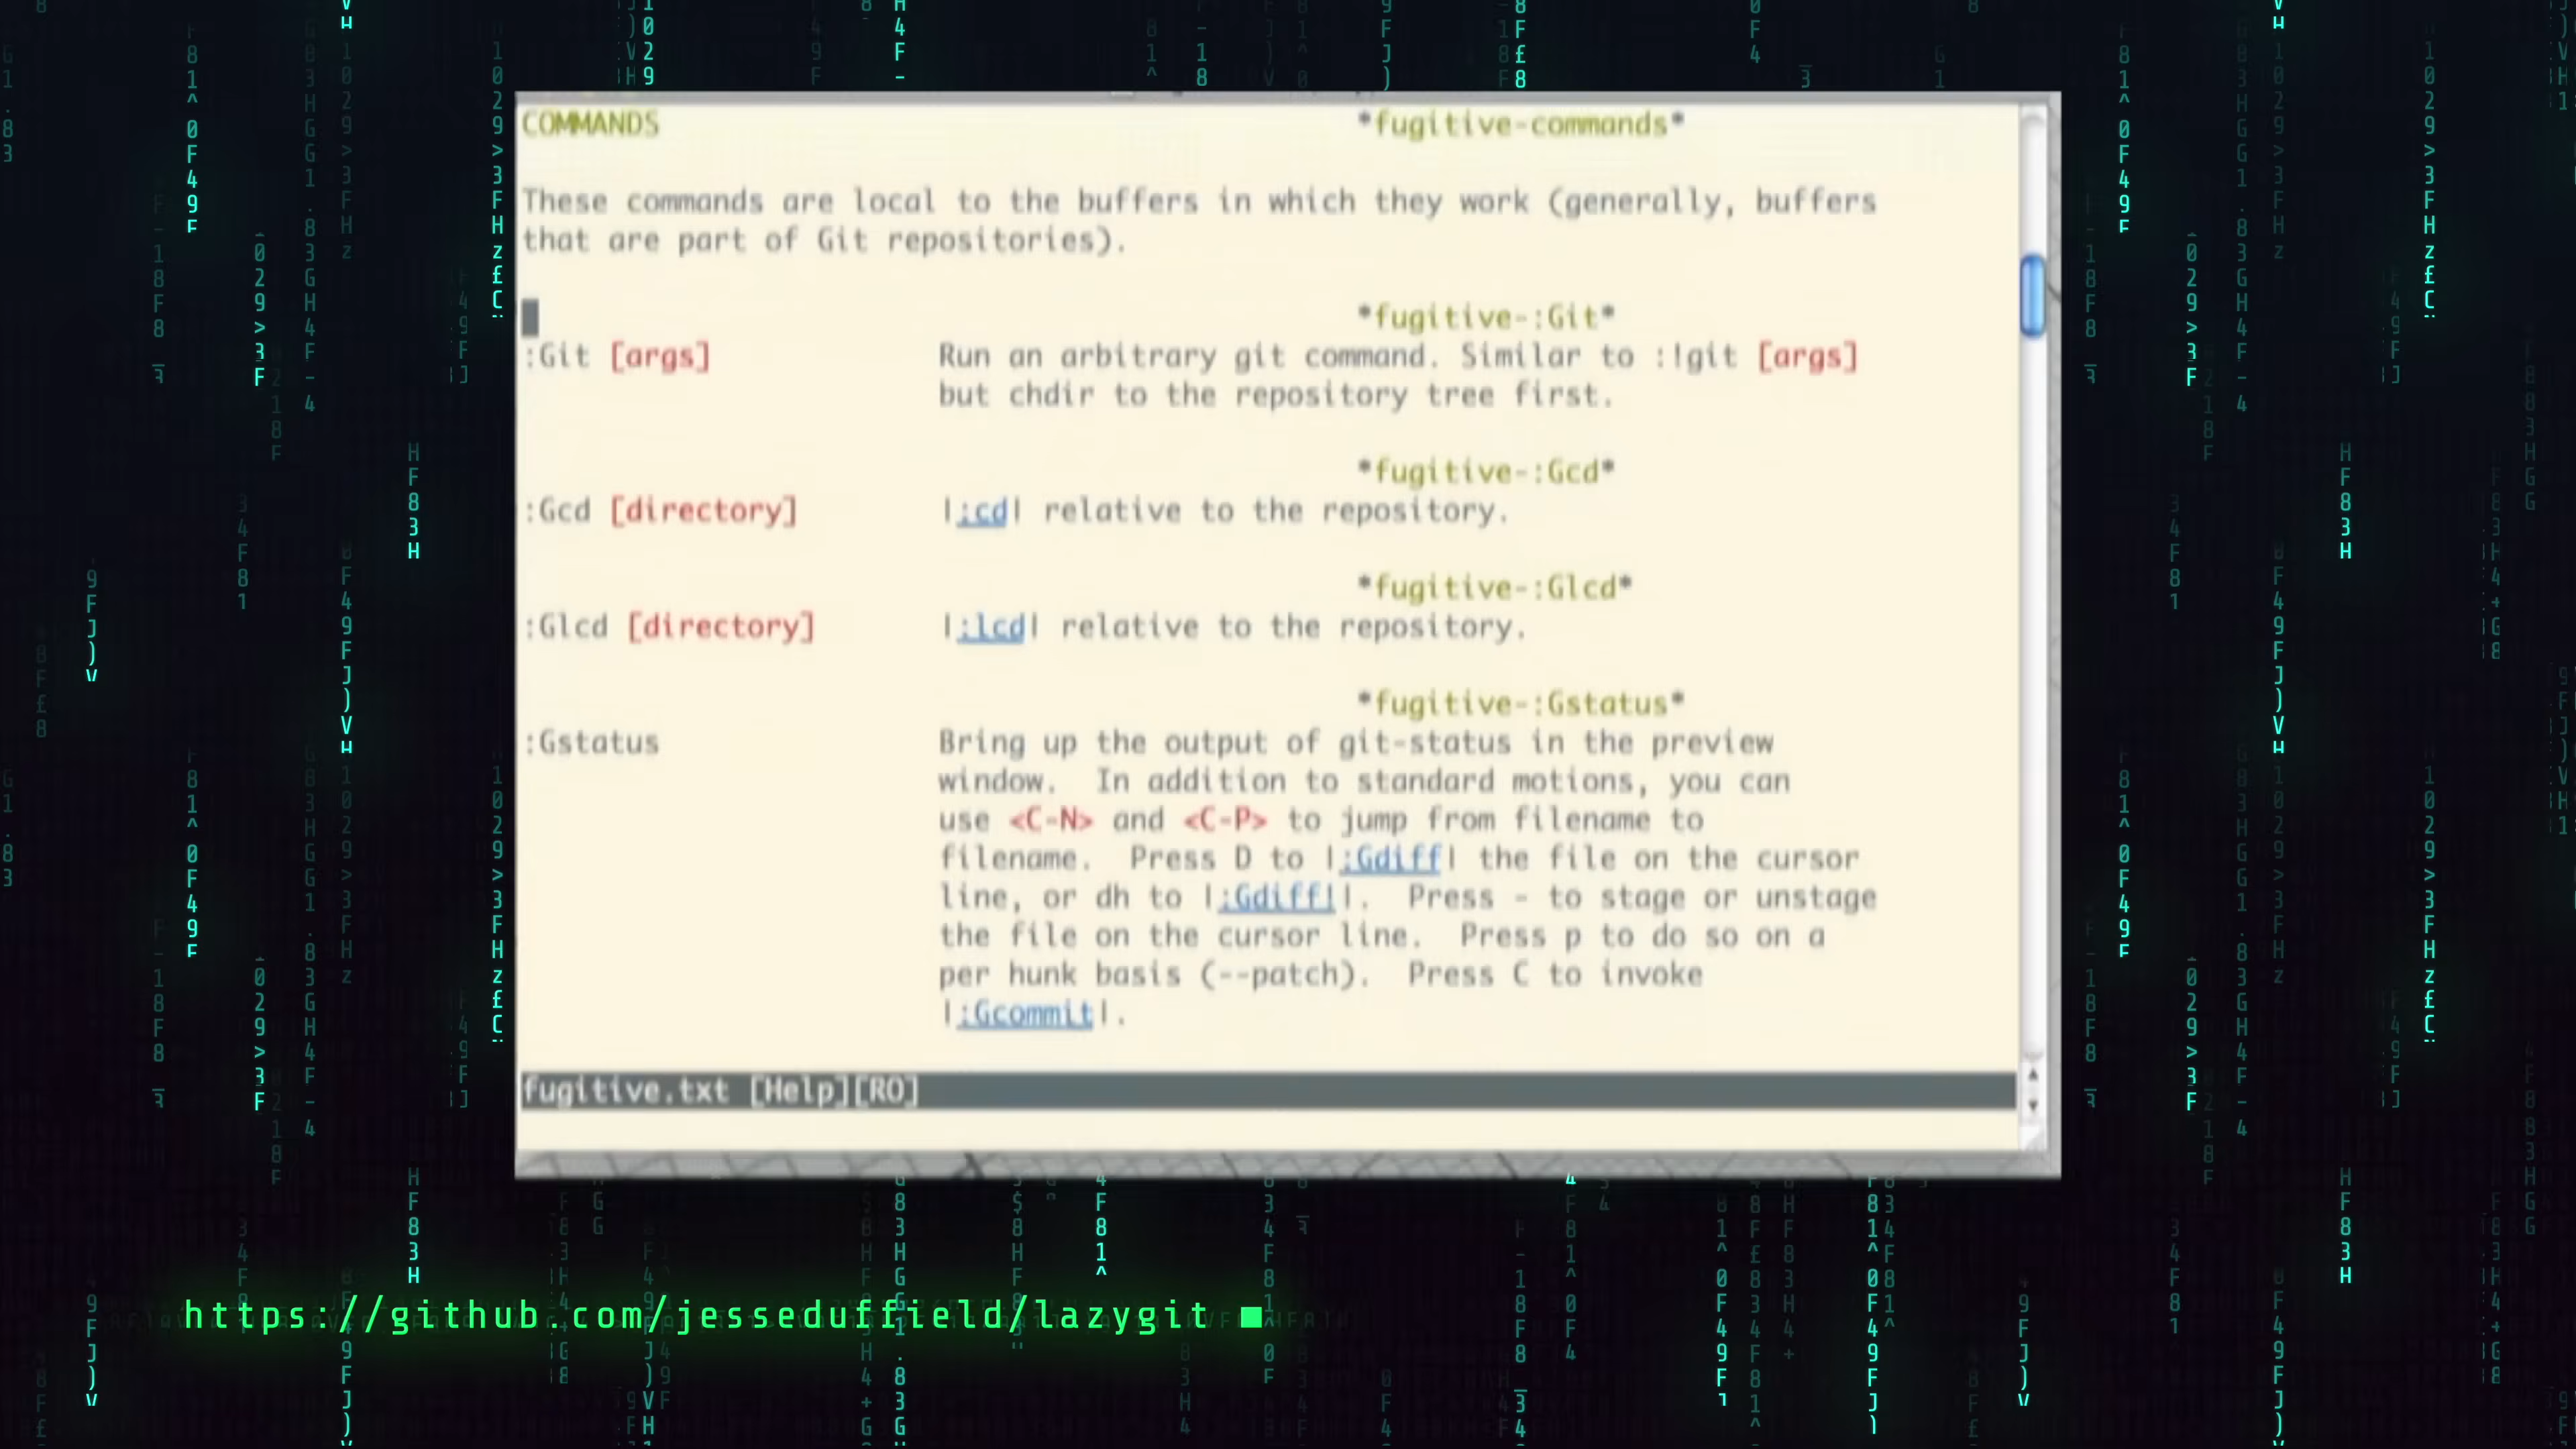 COMMANDS *fugitive-commands*
These commands are local to the buffers in which they work (generally, buffers
that are part of Git repositories).
*fugitive-:Git*
:Git [args] Run an arbitrary git command. Similar to :!git [args]
but chdir to the repository tree first.
*fugitive-:Gcd*
:Gcd [directory] |:cd| relative to the repository.
*fugitive-:Glcd*
:Glcd [directory] |:lcd| relative to the repository.
*fugitive-:Gstatus*
:Gstatus Bring up the output of git-status in the preview
window.  In addition to standard motions, you can
use <C-N> and <C-P> to jump from filename to
filename.  Press D to |:Gdiff| the file on the cursor
line, or dh to |:Gdiff!|.  Press - to stage or unstage
the file on the cursor line.  Press p to do so on a
per hunk basis (--patch).  Press C to invoke
|:Gcommit|.
fugitive.txt [Help][RO]
https://github.com/jesseduffield/lazygit